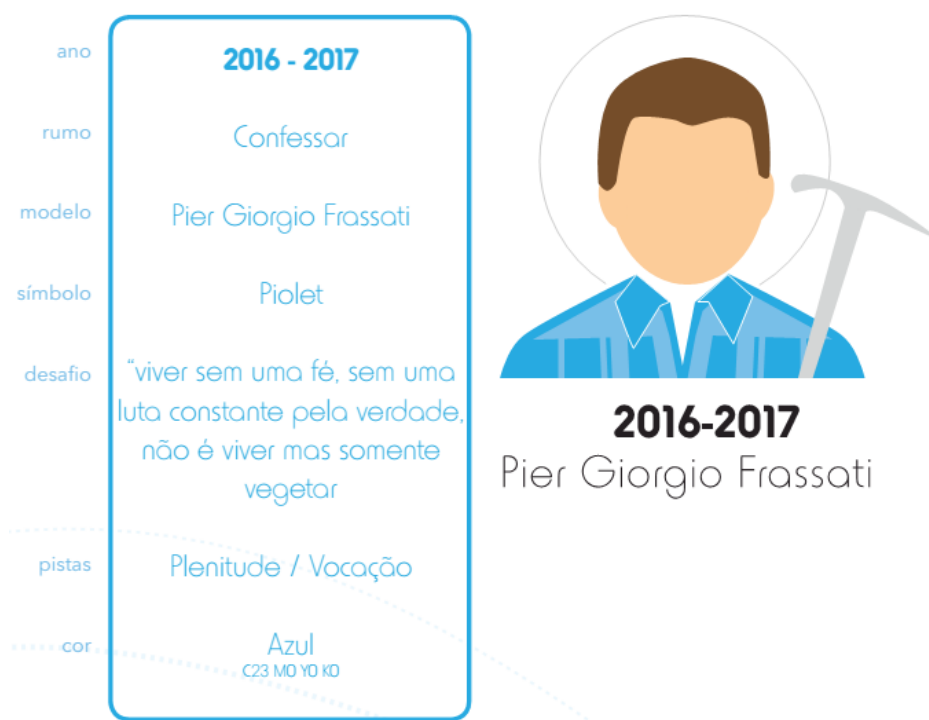 ano
2016 - 2017
rumo
Confessar
modelo
Pier Giorgio Frassati
símbolo
Piolet
desafio
“viver sem uma fé, sem uma
luta constante pela verdade,
não é viver mas somente
vegetar
pistas
Plenitude / Vocação
cor
Azul
C23 M0 Y0 K0
2016-2017
Pier Giorgio Frassati